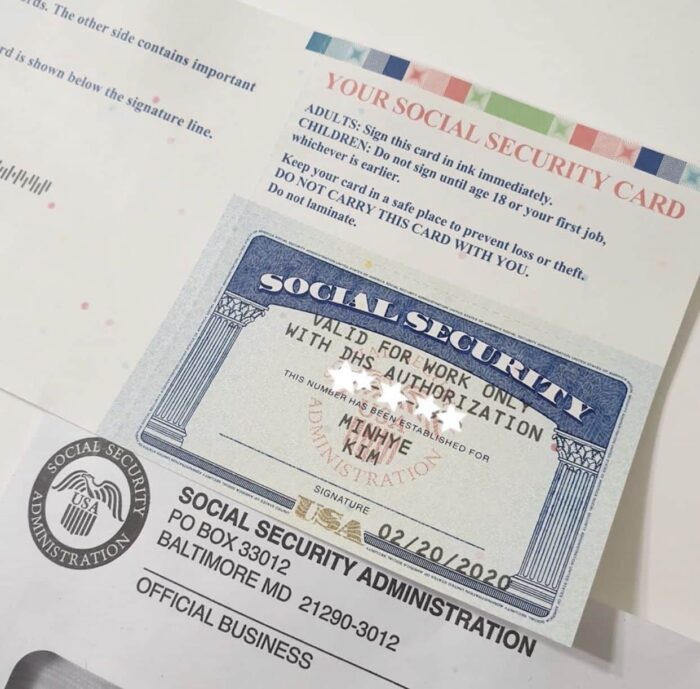 rds. The other side contains important
rd is shown below the signature line.
YOUR SOCIAL SECURITY CARD
ADULTS: Sign this card in ink immediately.
CHILDREN: Do not sign until age 18 or your first job,
whichever is earlier.
Keep your card in a safe place to prevent loss or theft.
DO NOT CARRY THIS CARD WITH YOU.
Do not laminate.
SOCIAL SECURITY
VALID FOR WORK ONLY
WITH DHS AUTHORIZATION
THIS NUMBER HAS BEEN ESTABLISHED FOR
MINHYE
KIM
ADMINISTRATION
SIGNATURE
USA
02/20/2020
SOCIAL SECURITY
USA
ADMINISTRATION
SOCIAL SECURITY ADMINISTRATION
PO BOX 33012
BALTIMORE MD 21290-3012
OFFICIAL BUSINESS